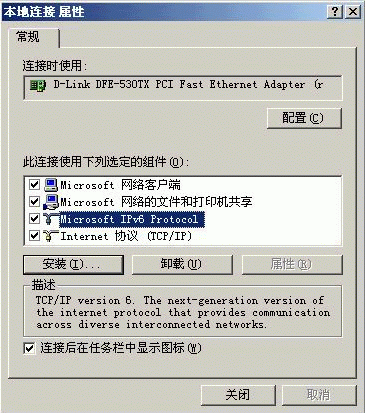 本地连接 属性
常规
连接时使用:
D-Link DFE-530TX PCI Fast Ethernet Adapter (r
配置(C)
此连接使用下列选定的组件(O):
Microsoft 网络客户端
Microsoft 网络的文件和打印机共享
Microsoft IPv6 Protocol
Internet 协议 (TCP/IP)
安装(I)... 卸载(U) 属性(R)
描述
TCP/IP version 6. The next-generation version of
the internet protocol that provides communication
across diverse interconnected networks.
连接后在任务栏中显示图标(W)
关闭 取消